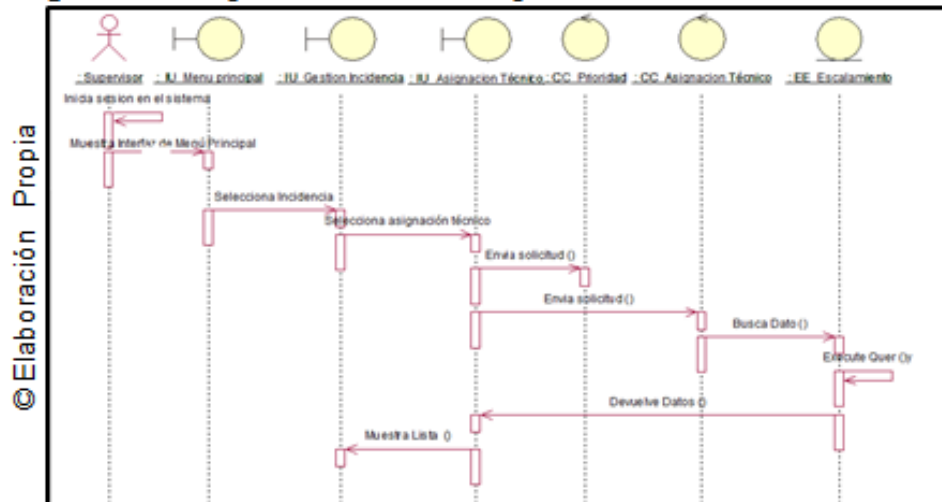 : Supervisor
: IU_Menu principal
: IU_Gestion Incidencia
: IU_Asignacion Técnico
: CC_Prioridad
: CC_Asignacion Técnico
: EE_Escalamiento
Inicia sesion en el sistema
Muestra Interfaz de Menú Principal
Selecciona Incidencia
Selecciona asignación técnico
Envia solicitud ()
Envia solicitud ()
Busca Dato ()
Execute Quer ()y
Devuelve Datos ()
Muestra Lista ()
© Elaboración Propia